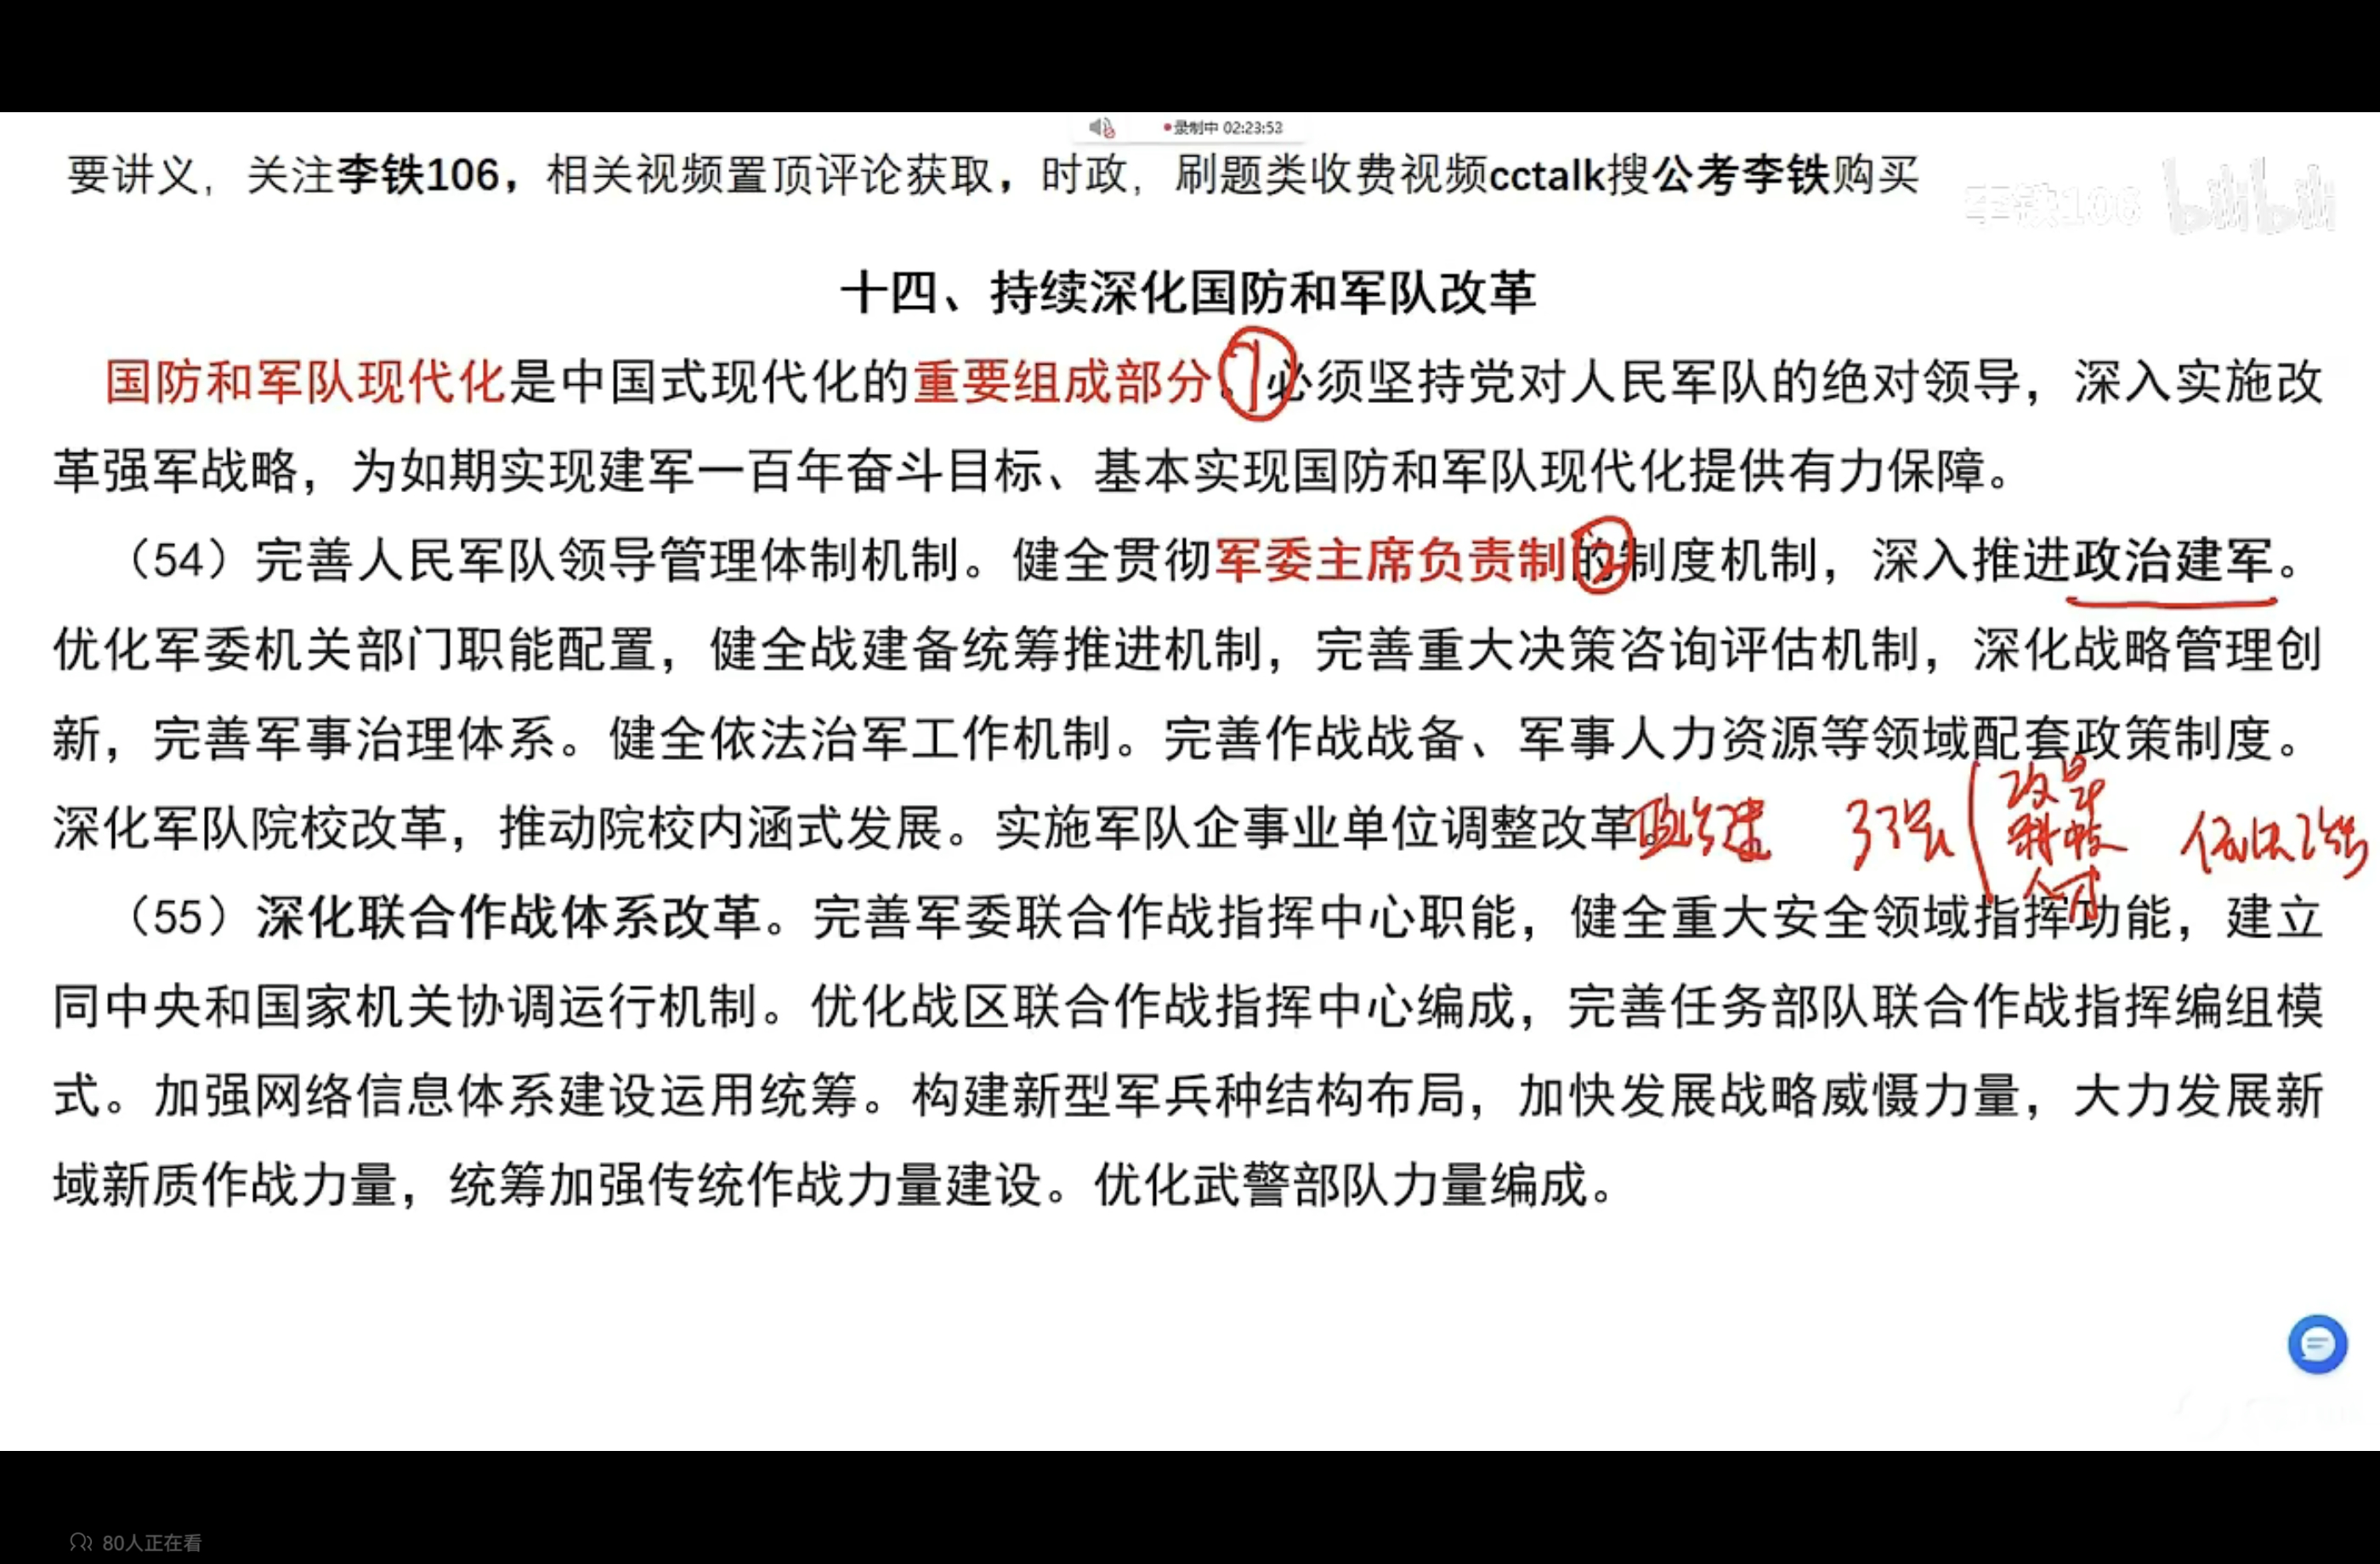 录制中 02:23:53
要讲义，关注李铁106，相关视频置顶评论获取，时政，刷题类收费视频cctalk搜公考李铁购买
李铁106 bilibili
十四、持续深化国防和军队改革
国防和军队现代化是中国式现代化的重要组成部分。① 必须坚持党对人民军队的绝对领导，深入实施改
革强军战略，为如期实现建军一百年奋斗目标、基本实现国防和军队现代化提供有力保障。
（54）完善人民军队领导管理体制机制。健全贯彻军委主席负责制的②制度机制，深入推进政治建军。
优化军委机关部门职能配置，健全战建备统筹推进机制，完善重大决策咨询评估机制，深化战略管理创
新，完善军事治理体系。健全依法治军工作机制。完善作战战备、军事人力资源等领域配套政策制度。
深化军队院校改革，推动院校内涵式发展。实施军队企事业单位调整改革。
政治建 3个强 改革 科技 人才
（55）深化联合作战体系改革。完善军委联合作战指挥中心职能，健全重大安全领域指挥功能，建立
同中央和国家机关协调运行机制。优化战区联合作战指挥中心编成，完善任务部队联合作战指挥编组模
式。加强网络信息体系建设运用统筹。构建新型军兵种结构布局，加快发展战略威慑力量，大力发展新
域新质作战力量，统筹加强传统作战力量建设。优化武警部队力量编成。
80人正在看